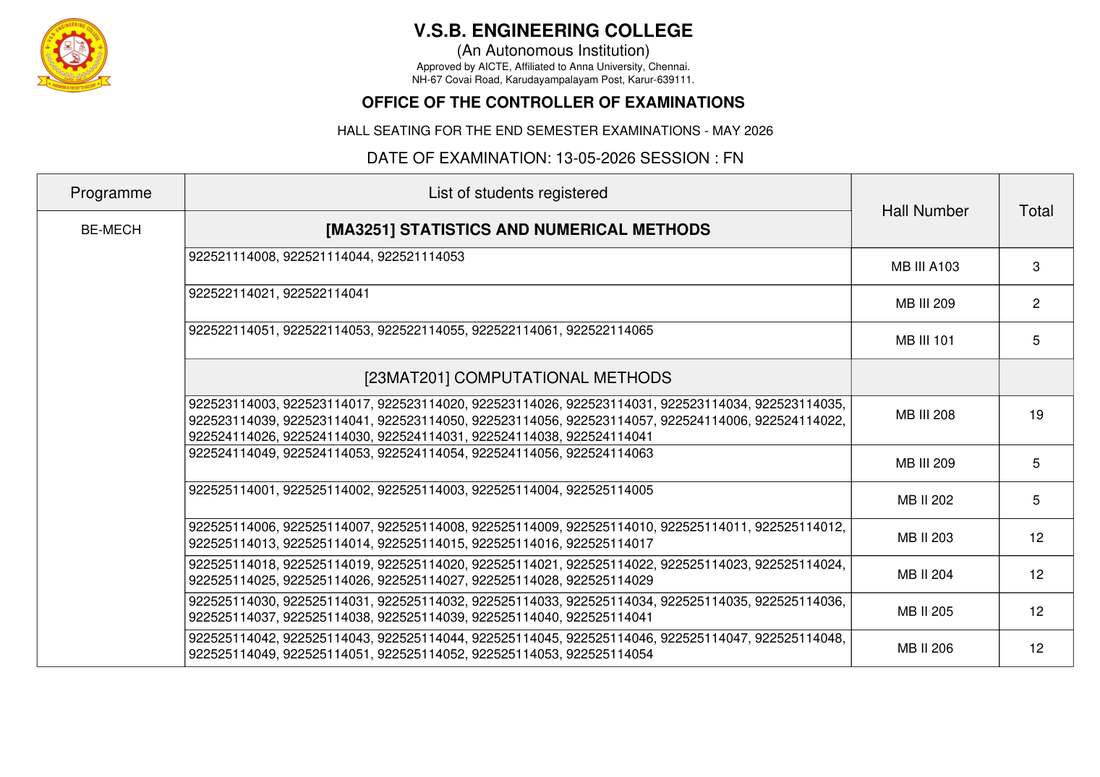 V.S.B. ENGINEERING COLLEGE
(An Autonomous Institution)
Approved by AICTE, Affiliated to Anna University, Chennai.
NH-67 Covai Road, Karudayampalayam Post, Karur-639111.
OFFICE OF THE CONTROLLER OF EXAMINATIONS
HALL SEATING FOR THE END SEMESTER EXAMINATIONS - MAY 2026
DATE OF EXAMINATION: 13-05-2026 SESSION : FN
Programme List of students registered Hall Number Total
BE-MECH [MA3251] STATISTICS AND NUMERICAL METHODS
922521114008, 922521114044, 922521114053 MB III A103 3
922522114021, 922522114041 MB III 209 2
922522114051, 922522114053, 922522114055, 922522114061, 922522114065 MB III 101 5
[23MAT201] COMPUTATIONAL METHODS
922523114003, 922523114017, 922523114020, 922523114026, 922523114031, 922523114034, 922523114035,
922523114039, 922523114041, 922523114050, 922523114056, 922523114057, 922524114006, 922524114022, MB III 208 19
922524114026, 922524114030, 922524114031, 922524114038, 922524114041
922524114049, 922524114053, 922524114054, 922524114056, 922524114063 MB III 209 5
922525114001, 922525114002, 922525114003, 922525114004, 922525114005 MB II 202 5
922525114006, 922525114007, 922525114008, 922525114009, 922525114010, 922525114011, 922525114012, MB II 203 12
922525114013, 922525114014, 922525114015, 922525114016, 922525114017
922525114018, 922525114019, 922525114020, 922525114021, 922525114022, 922525114023, 922525114024, MB II 204 12
922525114025, 922525114026, 922525114027, 922525114028, 922525114029
922525114030, 922525114031, 922525114032, 922525114033, 922525114034, 922525114035, 922525114036, MB II 205 12
922525114037, 922525114038, 922525114039, 922525114040, 922525114041
922525114042, 922525114043, 922525114044, 922525114045, 922525114046, 922525114047, 922525114048, MB II 206 12
922525114049, 922525114051, 922525114052, 922525114053, 922525114054